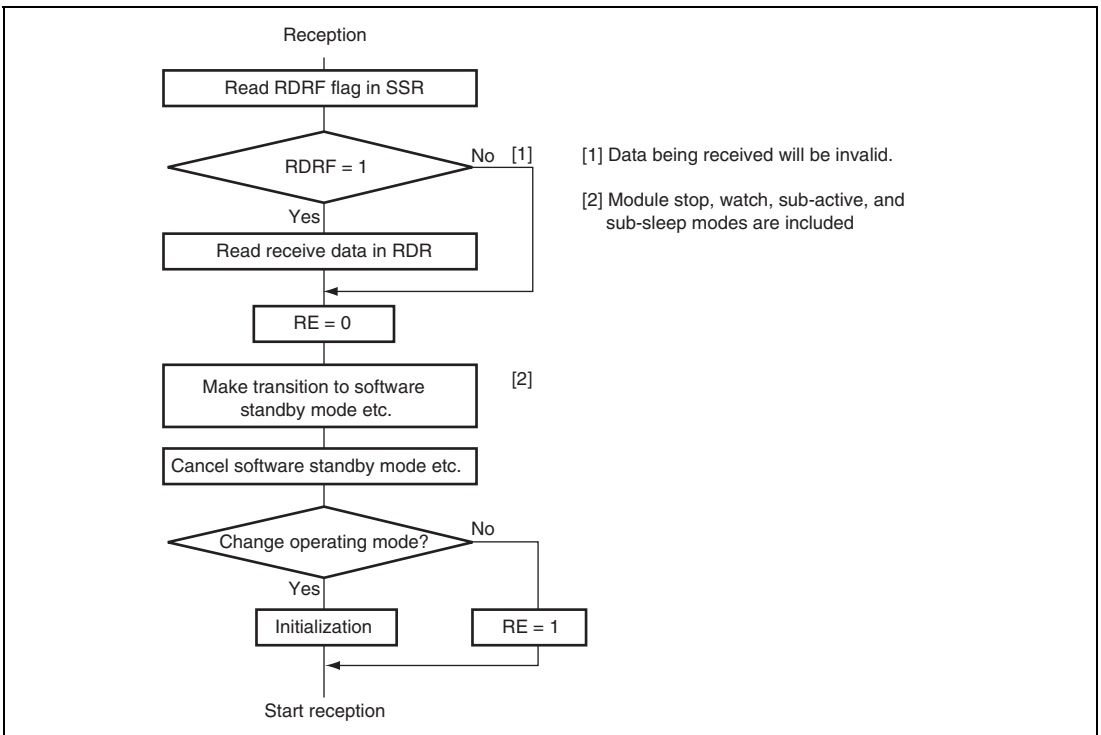 Reception
Read RDRF flag in SSR
RDRF = 1
No [1]
[1] Data being received will be invalid.
[2] Module stop, watch, sub-active, and
sub-sleep modes are included
Yes
Read receive data in RDR
RE = 0
Make transition to software
standby mode etc.
[2]
Cancel software standby mode etc.
Change operating mode?
No
Yes
Initialization
RE = 1
Start reception